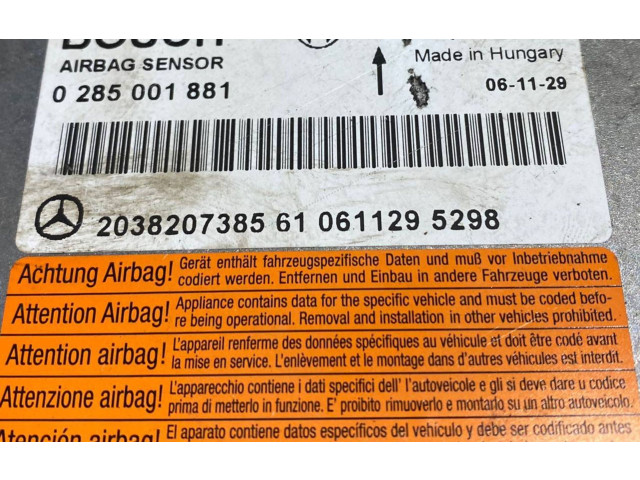 BOSCH
AIRBAG SENSOR
Made in Hungary
0 285 001 881
06-11-29
2038207385 61 061129 5298
Achtung Airbag! Gerät enthält fahrzeugspezifische Daten und muß vor Inbetriebnahme
codiert werden. Entfernen und Einbau in andere Fahrzeuge verboten.
Attention Airbag! Appliance contains data for the specific vehicle and must be coded befo-
re being operational. Removal and installation in other vehicles prohibited.
Attention airbag! L'appareil renferme des données spécifiques au véhicule et doit être codé avant
la mise en service. L'enlèvement et le montage dans d'autres véhicules est interdit.
Attenzione airbag! L'apparecchio contiene i dati specifici dell' l'autoveicole e gli si deve dare u codice
prima di metterlo in funzione. E' proibito rimuoverlo e montarlo su un altro autoveicolo.
Atención airbag! El aparato contiene datos específicos del vehículo y debe ser codificado antes